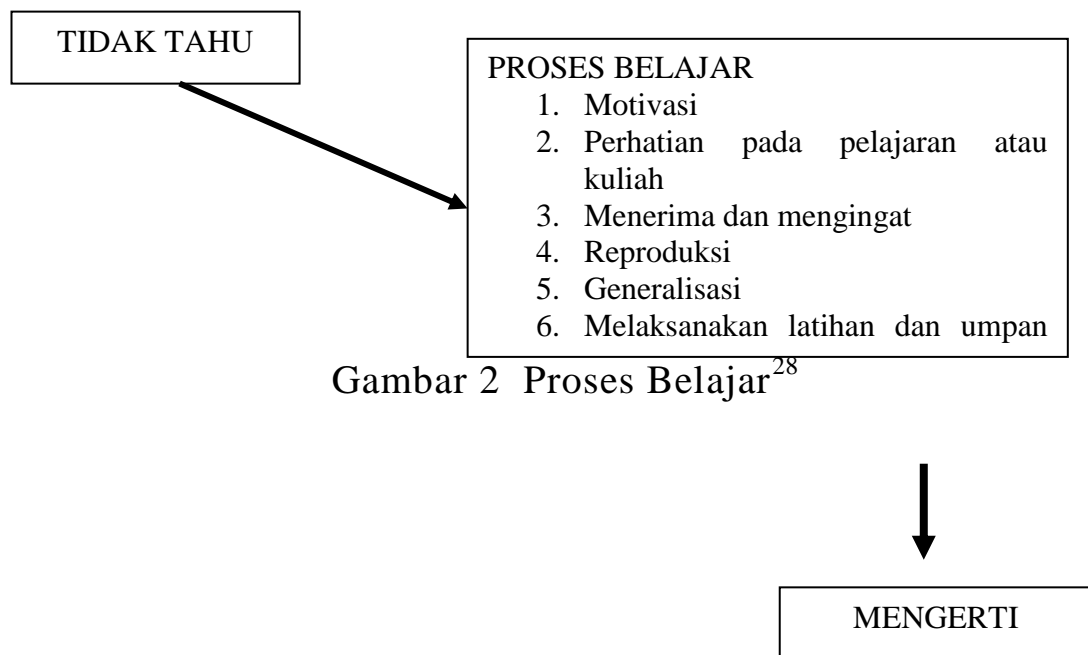 TIDAK TAHU
PROSES BELAJAR
1. Motivasi
2. Perhatian pada pelajaran atau
kuliah
3. Menerima dan mengingat
4. Reproduksi
5. Generalisasi
6. Melaksanakan latihan dan umpan
Gambar 2 Proses Belajar28
MENGERTI